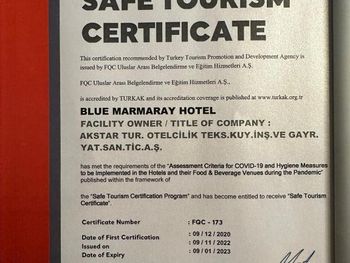 SAFE TOURISM
CERTIFICATE
This certification recommended by Turkey Tourism Promotion and Development Agency is
issued by FQC Uluslar Arası Belgelendirme ve Eğitim Hizmetleri A.Ş.
FQC Uluslar Arası Belgelendirme ve Eğitim Hizmetleri A.Ş.,
is accredited by TURKAK and its accreditation coverage is published at www.turkak.org.tr
BLUE MARMARAY HOTEL
FACILITY OWNER / TITLE OF COMPANY :
AKSTAR TUR. OTELCİLİK TEKS.KUY.İNŞ.VE GAYR.
YAT.SAN.TİC.A.Ş.
has met the requirements of the "Assessment Criteria for COVID-19 and Hygiene Measures
to be Implemented in the Hotels and their Food & Beverage Venues during the Pandemic"
published within the framework of
the "Safe Tourism Certification Program" and has become entitled to receive "Safe Tourism
Certificate".
Certificate Number : FQC - 173
Date of First Certification : 09 / 12 / 2020
Issued on : 09 / 11 / 2022
Date of Expiry : 09 / 01 / 2023